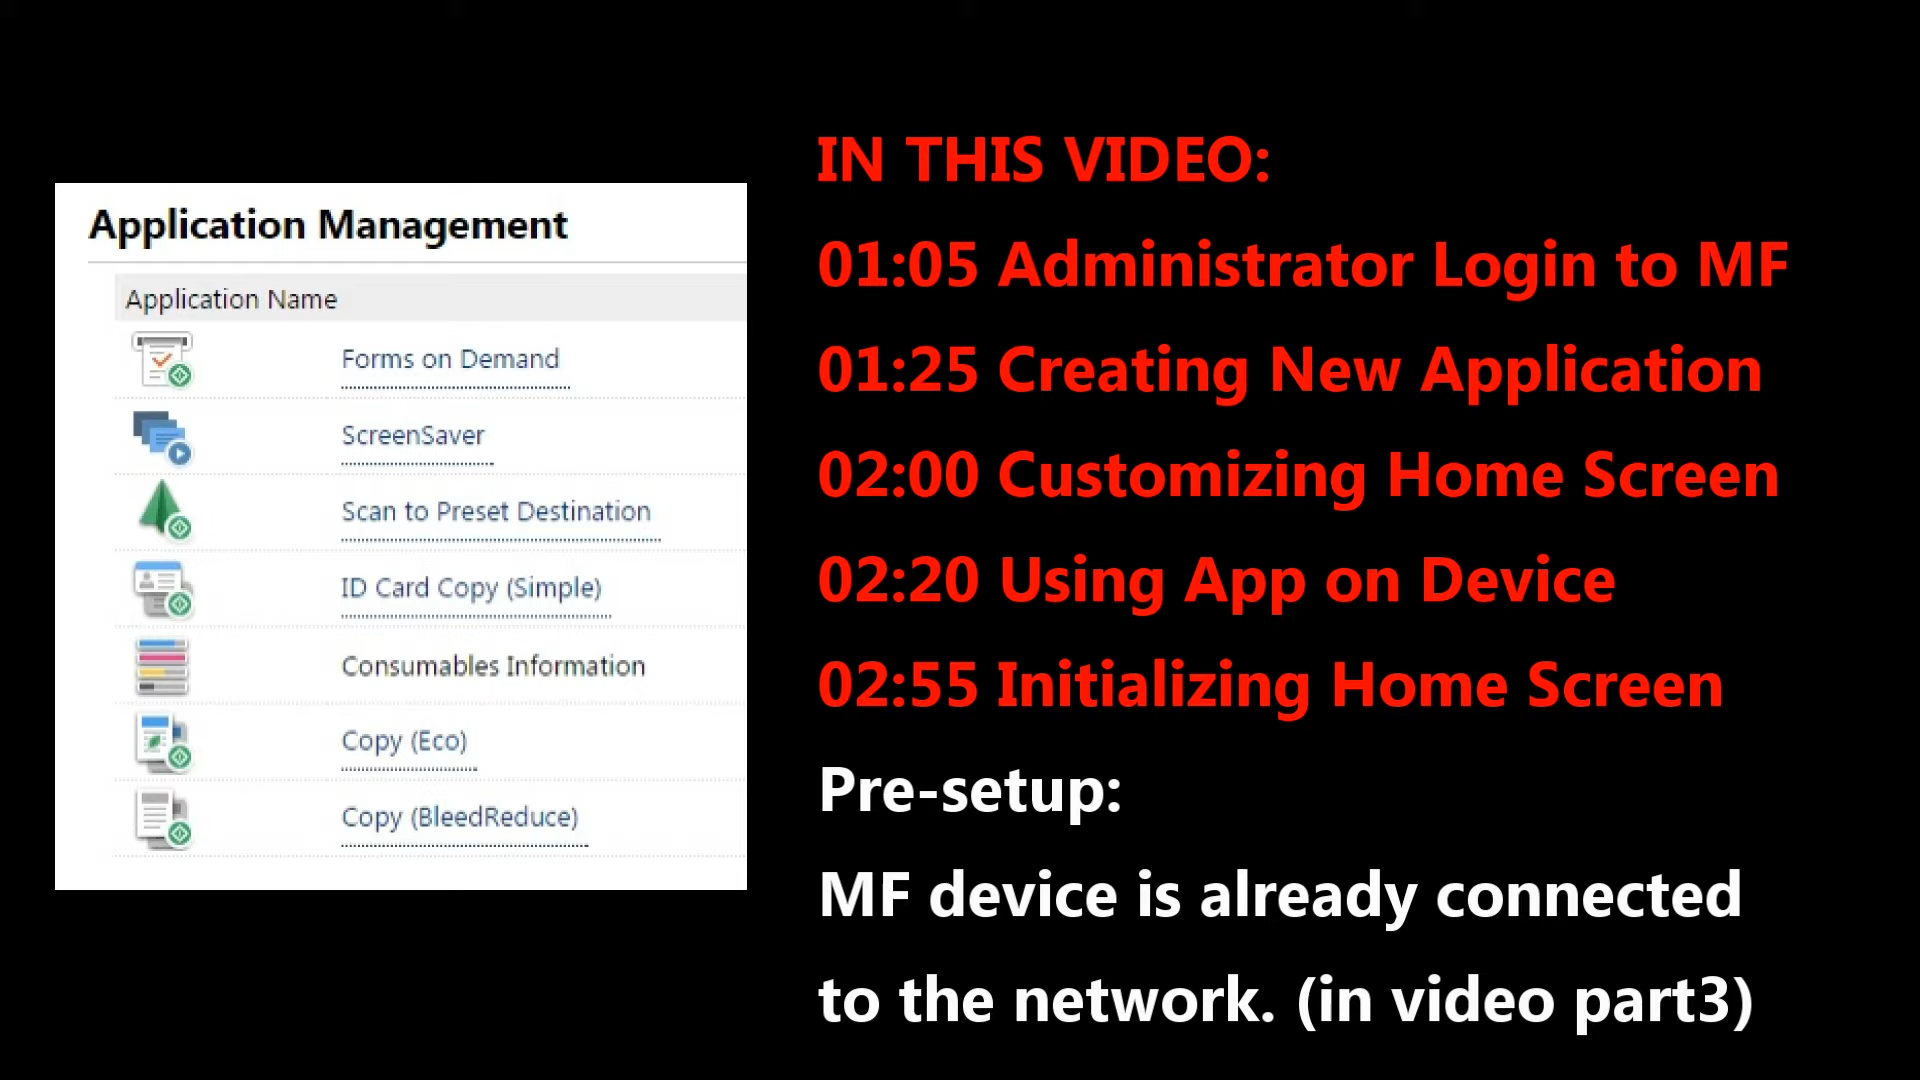 Application Management
Application Name
Forms on Demand
ScreenSaver
Scan to Preset Destination
ID Card Copy (Simple)
Consumables Information
Copy (Eco)
Copy (BleedReduce)
IN THIS VIDEO:
01:05 Administrator Login to MF
01:25 Creating New Application
02:00 Customizing Home Screen
02:20 Using App on Device
02:55 Initializing Home Screen
Pre-setup:
MF device is already connected
to the network. (in video part3)